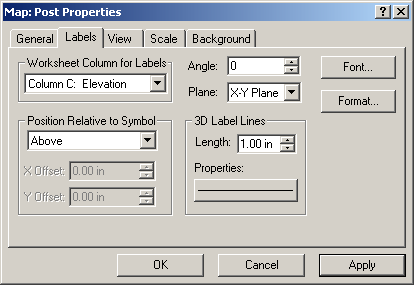 Map: Post Properties
General Labels View Scale Background
Worksheet Column for Labels
Column C: Elevation
Angle: 0
Plane: X-Y Plane
Font...
Format...
Position Relative to Symbol
Above
X Offset: 0.00 in
Y Offset: 0.00 in
3D Label Lines
Length: 1.00 in
Properties:
OK Cancel Apply